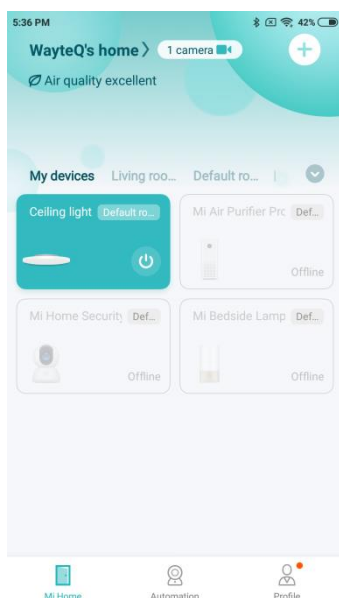 5:36 PM 42%
WayteQ's home 1 camera
Air quality excellent
My devices Living roo... Default ro...
Ceiling light Default ro...
Mi Air Purifier Pro Def...
Offline
Mi Home Security Def...
Offline
Mi Bedside Lamp Def...
Offline
Mi Home Automation Profile